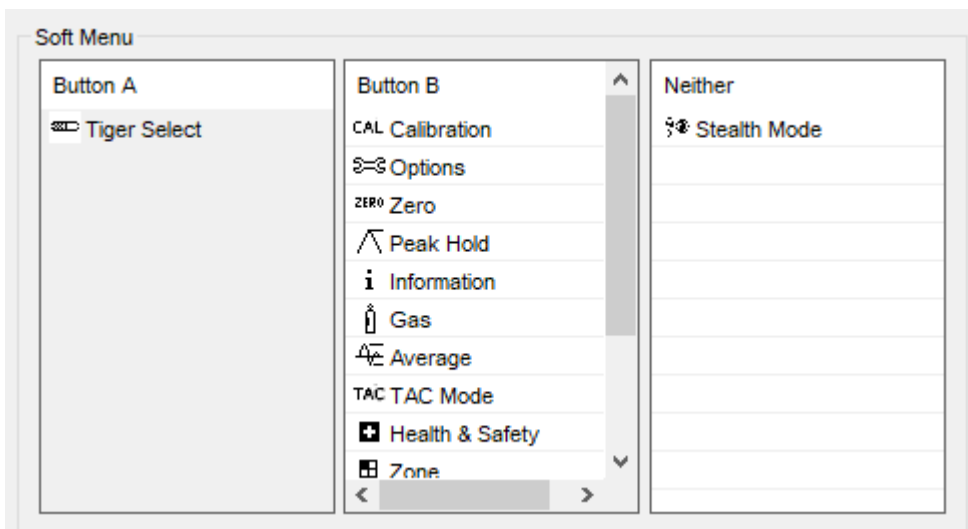 Soft Menu
Button A
Tiger Select
Button B
CAL Calibration
Options
ZERO Zero
Peak Hold
i Information
Gas
Average
TAC TAC Mode
Health & Safety
Zone
Neither
Stealth Mode